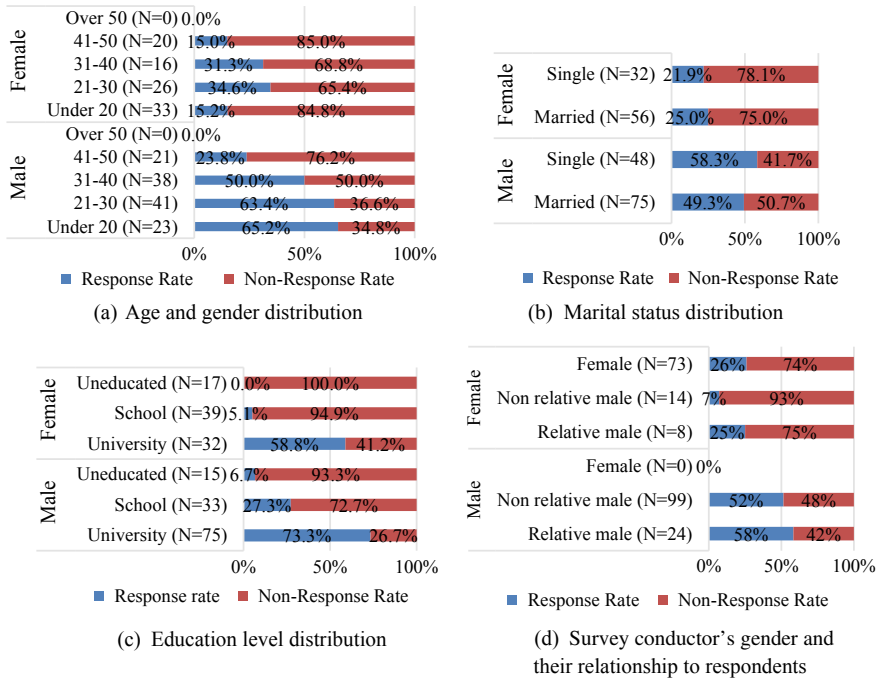 Female
Over 50 (N=0) 0.0%
41-50 (N=20) 15.0% 85.0%
31-40 (N=16) 31.3% 68.8%
21-30 (N=26) 34.6% 65.4%
Under 20 (N=33) 15.2% 84.8%
Male
Over 50 (N=0) 0.0%
41-50 (N=21) 23.8% 76.2%
31-40 (N=38) 50.0% 50.0%
21-30 (N=41) 63.4% 36.6%
Under 20 (N=23) 65.2% 34.8%
0% 50% 100%
Response Rate Non-Response Rate
(a) Age and gender distribution
Female
Single (N=32) 21.9% 78.1%
Married (N=56) 25.0% 75.0%
Male
Single (N=48) 58.3% 41.7%
Married (N=75) 49.3% 50.7%
0% 50% 100%
Response Rate Non-Response Rate
(b) Marital status distribution
Female
Uneducated (N=17) 0.0% 100.0%
School (N=39) 5.1% 94.9%
University (N=32) 58.8% 41.2%
Male
Uneducated (N=15) 6.7% 93.3%
School (N=33) 27.3% 72.7%
University (N=75) 73.3% 26.7%
0% 50% 100%
Response rate Non-Response Rate
(c) Education level distribution
Female
Female (N=73) 26% 74%
Non relative male (N=14) 7% 93%
Relative male (N=8) 25% 75%
Male
Female (N=0) 0%
Non relative male (N=99) 52% 48%
Relative male (N=24) 58% 42%
0% 50% 100%
Response Rate Non-Response Rate
(d) Survey conductor's gender and
their relationship to respondents